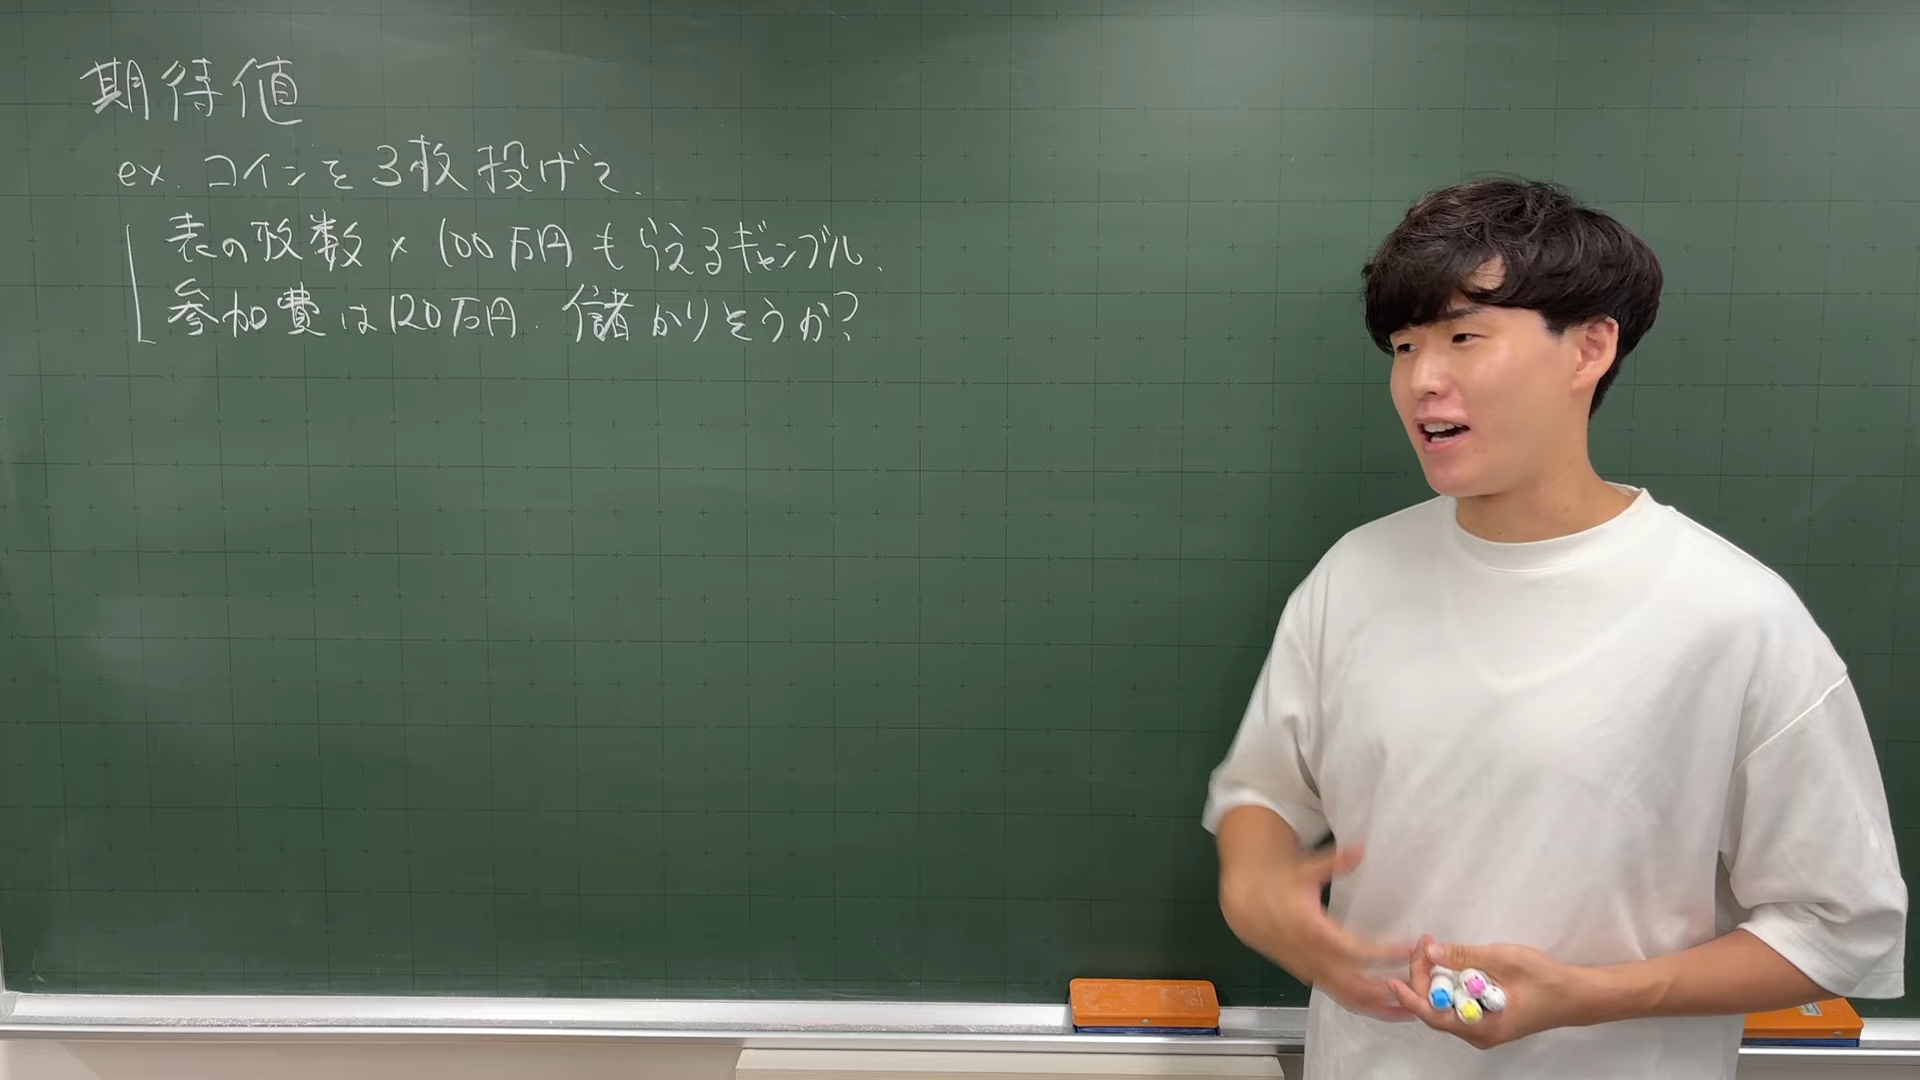 期待値
ex. コインを3枚投げて.
表の枚数×100万円もらえるギャンブル.
参加費は120万円. 儲かりそうか?